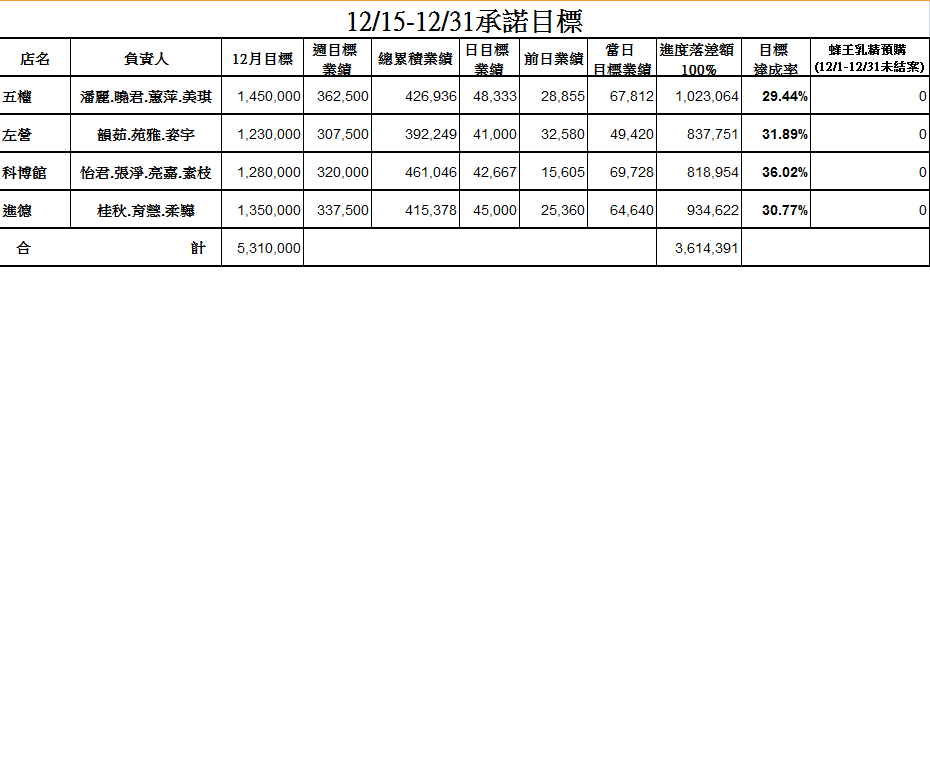 12/15-12/31承諾目標
店名 負責人 12月目標 週目標業績 總累積業績 日目標業績 前日業績 當日目標業績 進度落差額100% 目標達成率 蜂王乳精預購(12/1-12/31未結案)
五權 潘麗.曉君.蕙萍.美琪 1,450,000 362,500 426,936 48,333 28,855 67,812 1,023,064 29.44% 0
左營 韻茹.苑雅.姿宇 1,230,000 307,500 392,249 41,000 32,580 49,420 837,751 31.89% 0
科博館 怡君.張淨.亮嘉.素枝 1,280,000 320,000 461,046 42,667 15,605 69,728 818,954 36.02% 0
進德 桂秋.育戀.柔驊 1,350,000 337,500 415,378 45,000 25,360 64,640 934,622 30.77% 0
合 計 5,310,000 3,614,391